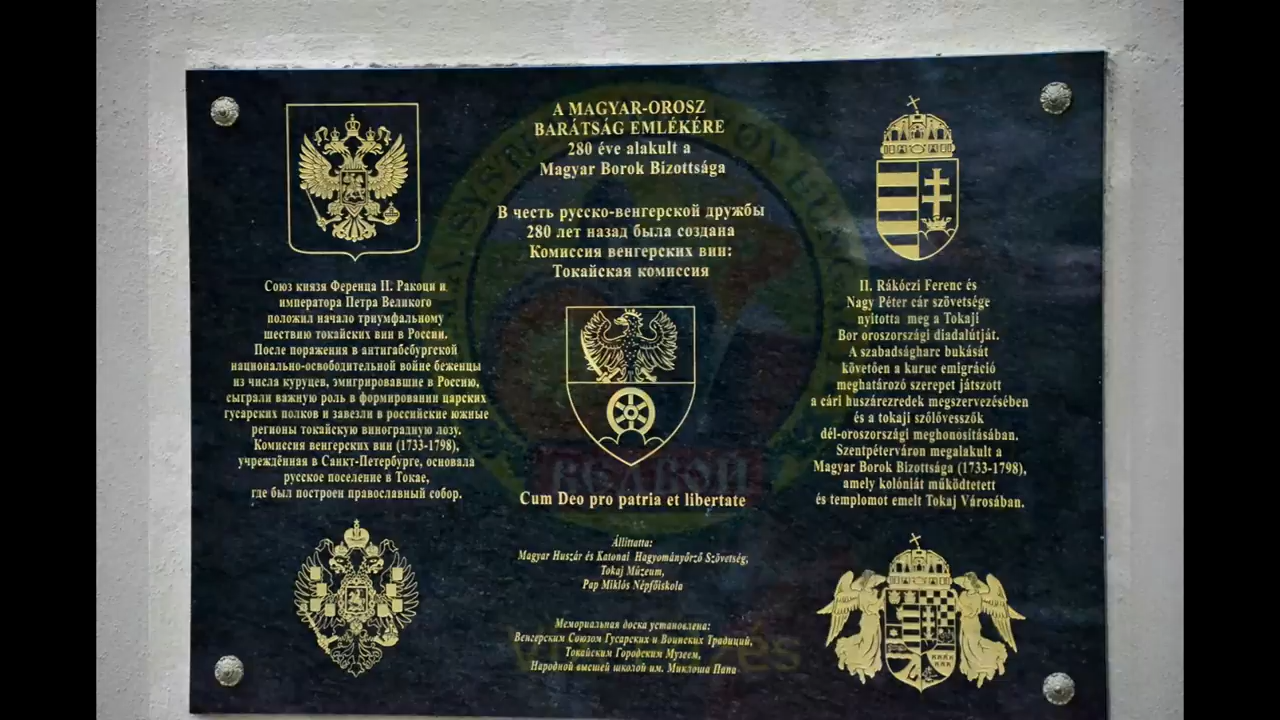 A MAGYAR-OROSZ
BARÁTSÁG EMLÉKÉRE
280 éve alakult a
Magyar Borok Bizottsága
В честь русско-венгерской дружбы
280 лет назад была создана
Комиссия венгерских вин:
Токайская комиссия
Союз князя Ференца II. Ракоци и
императора Петра Великого
положил начало триумфальному
шествию токайских вин в России.
После поражения в антигабсбургской
национально-освободительной войне беженцы
из числа куруцев, эмигрировавшие в Россию,
сыграли важную роль в формировании царских
гусарских полков и завезли в российские южные
регионы токайскую виноградную лозу.
Комиссия венгерских вин (1733-1798),
учреждённая в Санкт-Петербурге, основала
русское поселение в Токае,
где был построен православный собор.
II. Rákóczi Ferenc és
Nagy Péter cár szövetsége
nyitotta meg a Tokaji
Bor oroszországi diadalútját.
A szabadságharc bukását
követően a kuruc emigráció
meghatározó szerepet játszott
a cári huszárezredek megszervezésében
és a tokaji szőlővesszők
dél-oroszországi meghonosításában.
Szentpéterváron megalakult a
Magyar Borok Bizottsága (1733-1798),
amely kolóniát működtetett
és templomot emelt Tokaj Városában.
Cum Deo pro patria et libertate
Állíttatta:
Magyar Huszár és Katonai Hagyományőrző Szövetség,
Tokaj Múzeum,
Pap Miklós Népfőiskola
Мемориальная доска установлена:
Венгерским Союзом Гусарских и Воинских Традиций,
Токайским Городским Музеем,
Народной высшей школой им. Миклоша Папа